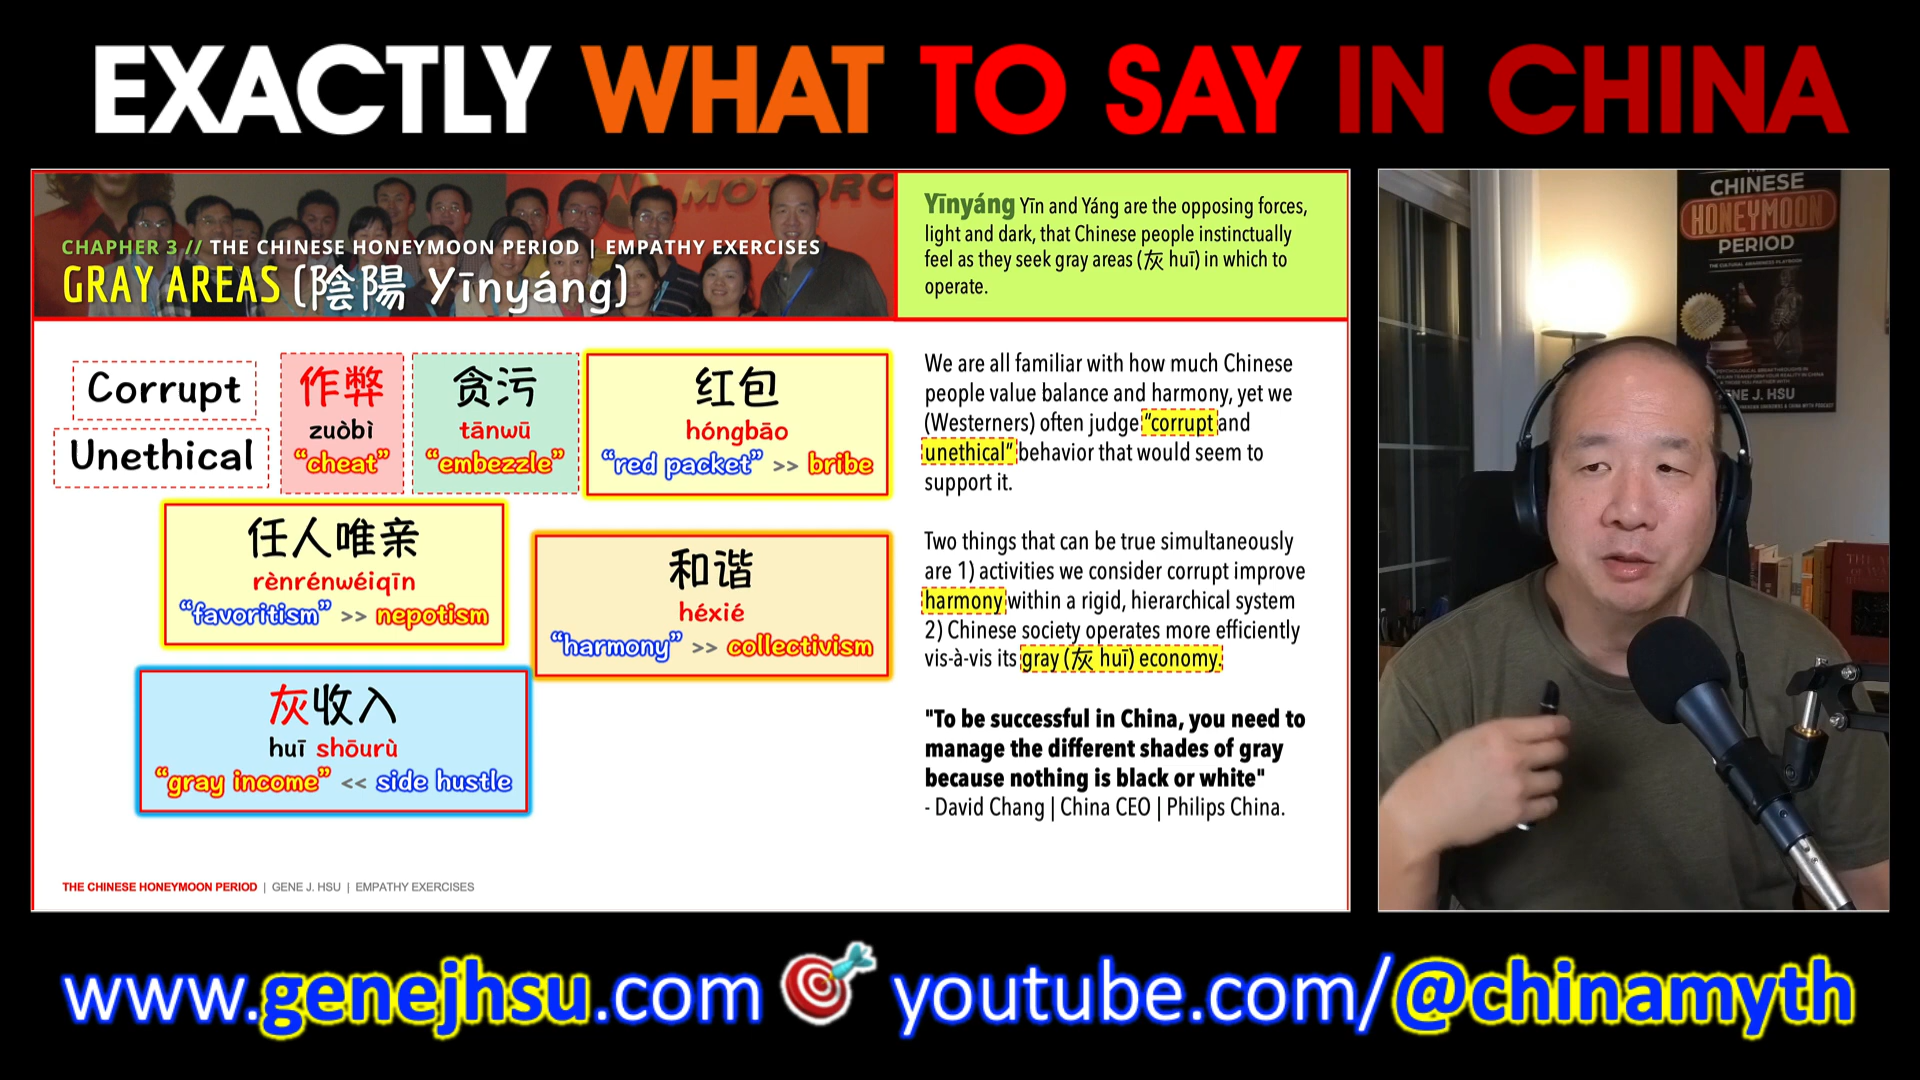 EXACTLY WHAT TO SAY IN CHINA
MOTORO
CHAPHER 3 // THE CHINESE HONEYMOON PERIOD | EMPATHY EXERCISES
GRAY AREAS (陰陽 Yīnyáng)
Yīnyáng Yīn and Yáng are the opposing forces,
light and dark, that Chinese people instinctually
feel as they seek gray areas (灰 huī) in which to
operate.
Corrupt
Unethical
作弊
zuòbì
“cheat”
贪污
tānwū
“embezzle”
红包
hóngbāo
“red packet” >> bribe
任人唯亲
rènrénwéiqīn
“favoritism” >> nepotism
和谐
héxié
“harmony” >> collectivism
灰收入
huī shōurù
“gray income” << side hustle
We are all familiar with how much Chinese
people value balance and harmony, yet we
(Westerners) often judge “corrupt and
unethical” behavior that would seem to
support it.
Two things that can be true simultaneously
are 1) activities we consider corrupt improve
harmony within a rigid, hierarchical system
2) Chinese society operates more efficiently
vis-à-vis its gray (灰 huī) economy.
"To be successful in China, you need to
manage the different shades of gray
because nothing is black or white"
- David Chang | China CEO | Philips China.
THE CHINESE HONEYMOON PERIOD | GENE J. HSU | EMPATHY EXERCISES
CHINESE
HONEYMOON
PERIOD
NE J. HSU
www.genejhsu.com
youtube.com/@chinamyth